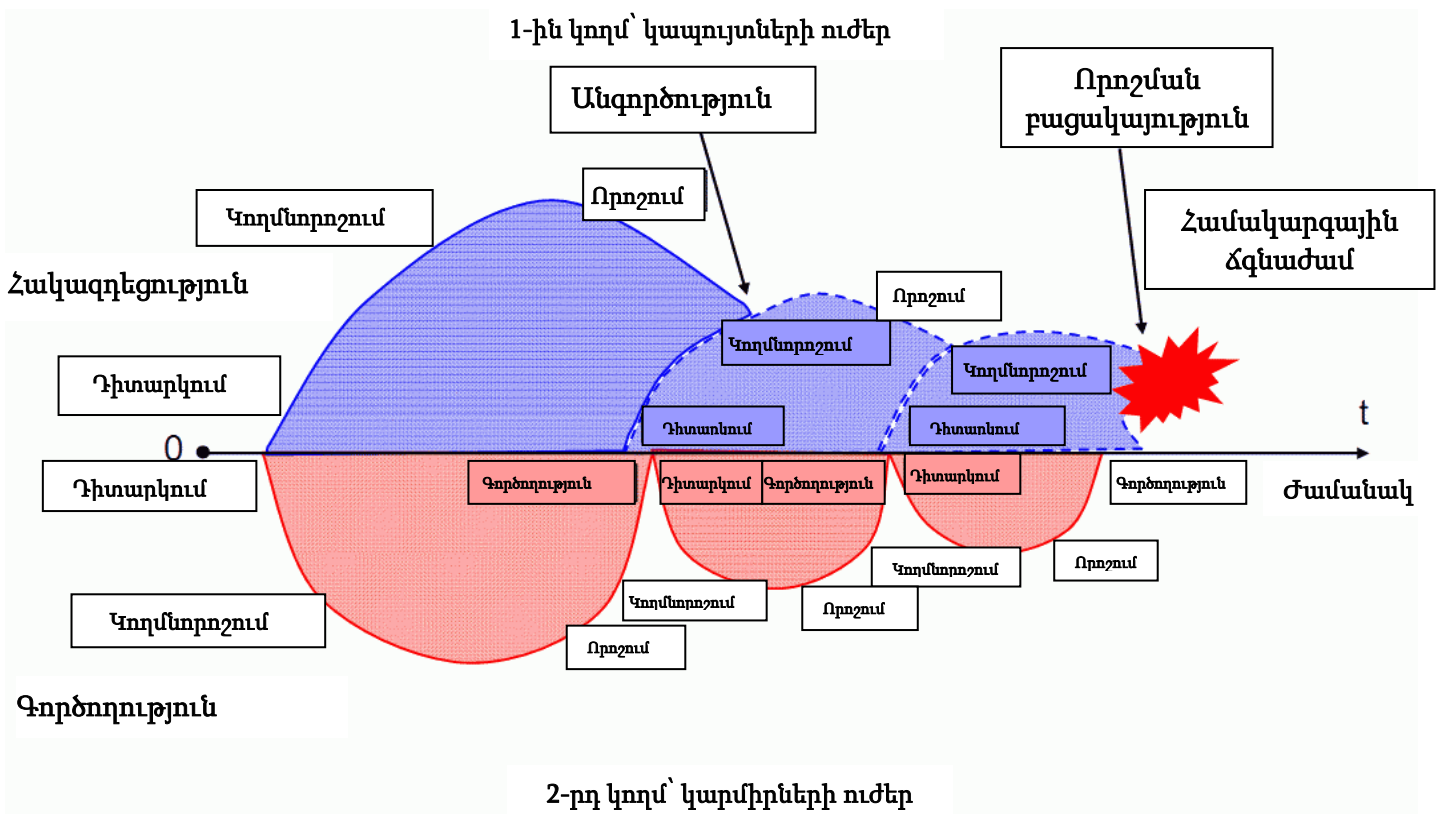 1-ին կողմ՝ կապույտների ուժեր
Անգործություն
Որոշման
բացակայություն
Որոշում
Կողմնորոշում
Համակարգային
ճգնաժամ
Հակազդեցություն
Որոշում
Կողմնորոշում
Կողմնորոշում
Դիտարկում
Դիտարկում
Դիտարկում
t
0
Դիտարկում
Գործողություն
Դիտարկում
Գործողություն
Դիտարկում
Գործողություն
Ժամանակ
Կողմնորոշում
Որոշում
Կողմնորոշում
Որոշում
Կողմնորոշում
Որոշում
Գործողություն
2-րդ կողմ՝ կարմիրների ուժեր